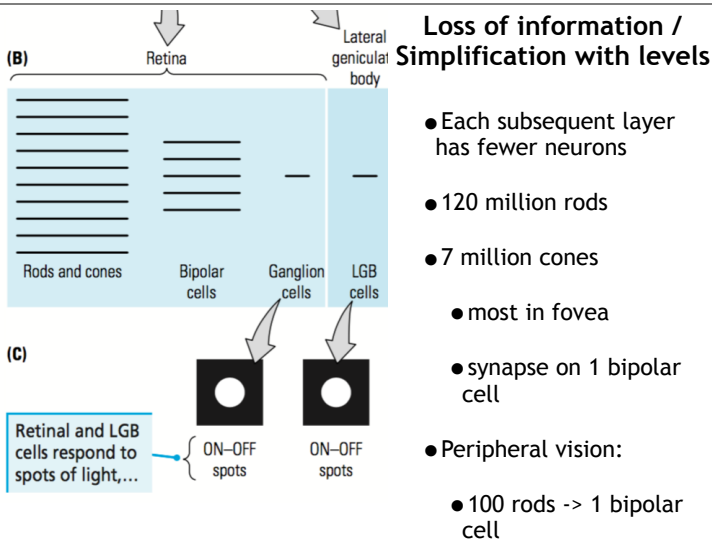 Loss of information /
Simplification with levels
(B)
Retina
Lateral
geniculat
body
Rods and cones
Bipolar
cells
Ganglion
cells
LGB
cells
(C)
Retinal and LGB
cells respond to
spots of light,...
ON–OFF
spots
ON–OFF
spots
●Each subsequent layer
has fewer neurons
●120 million rods
●7 million cones
●most in fovea
●synapse on 1 bipolar
cell
●Peripheral vision:
●100 rods -> 1 bipolar
cell